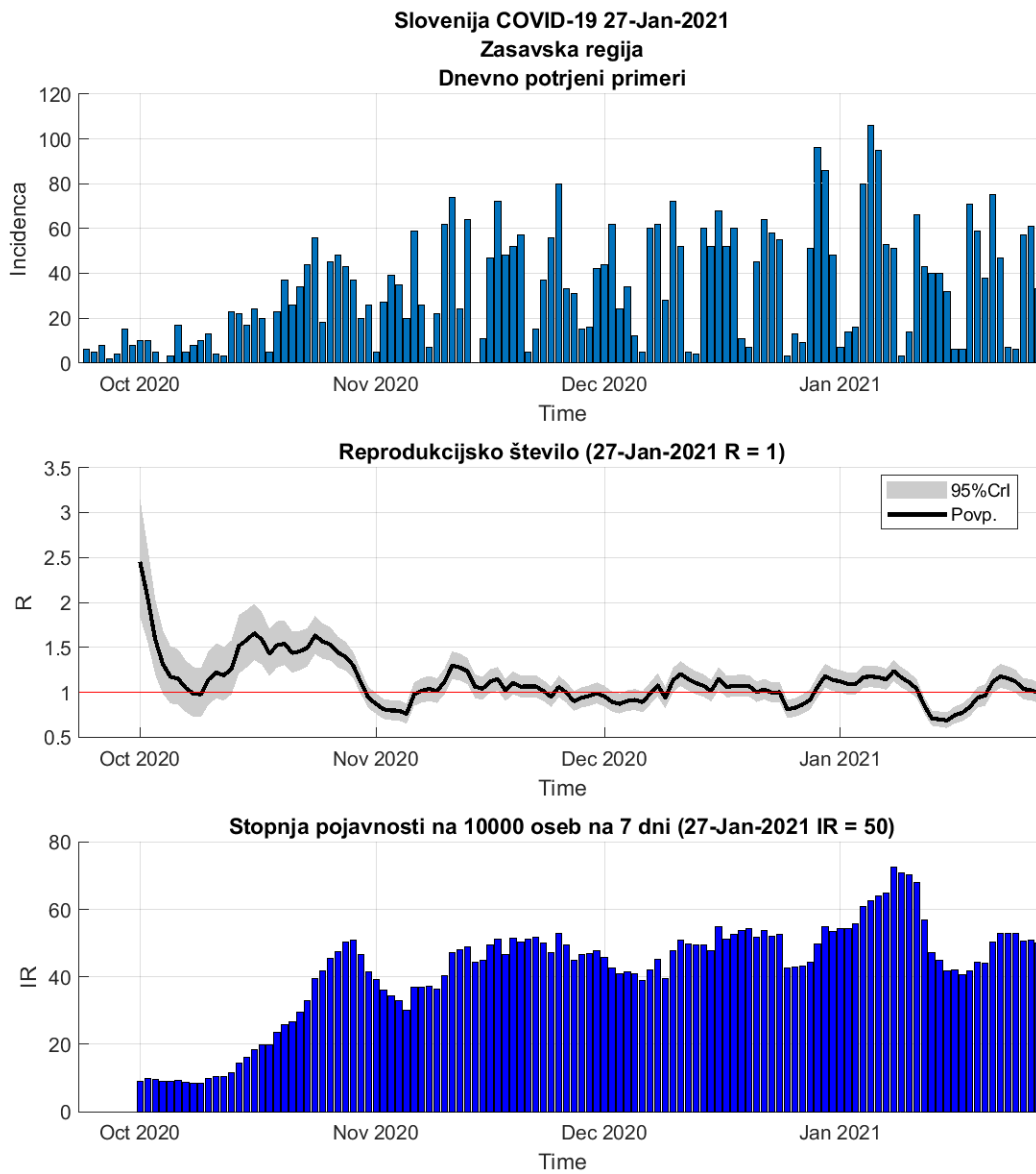 Slovenija COVID-19 27-Jan-2021
Zasavska regija
Dnevno potrjeni primeri
120
100
80
60
40
20
0
Incidenca
Oct 2020 Nov 2020 Dec 2020 Jan 2021
Time
Reprodukcijsko število (27-Jan-2021 R = 1)
3.5
3
2.5
2
1.5
1
0.5
R
95%CrI
Povp.
Oct 2020 Nov 2020 Dec 2020 Jan 2021
Time
Stopnja pojavnosti na 10000 oseb na 7 dni (27-Jan-2021 IR = 50)
80
60
40
20
0
IR
Oct 2020 Nov 2020 Dec 2020 Jan 2021
Time